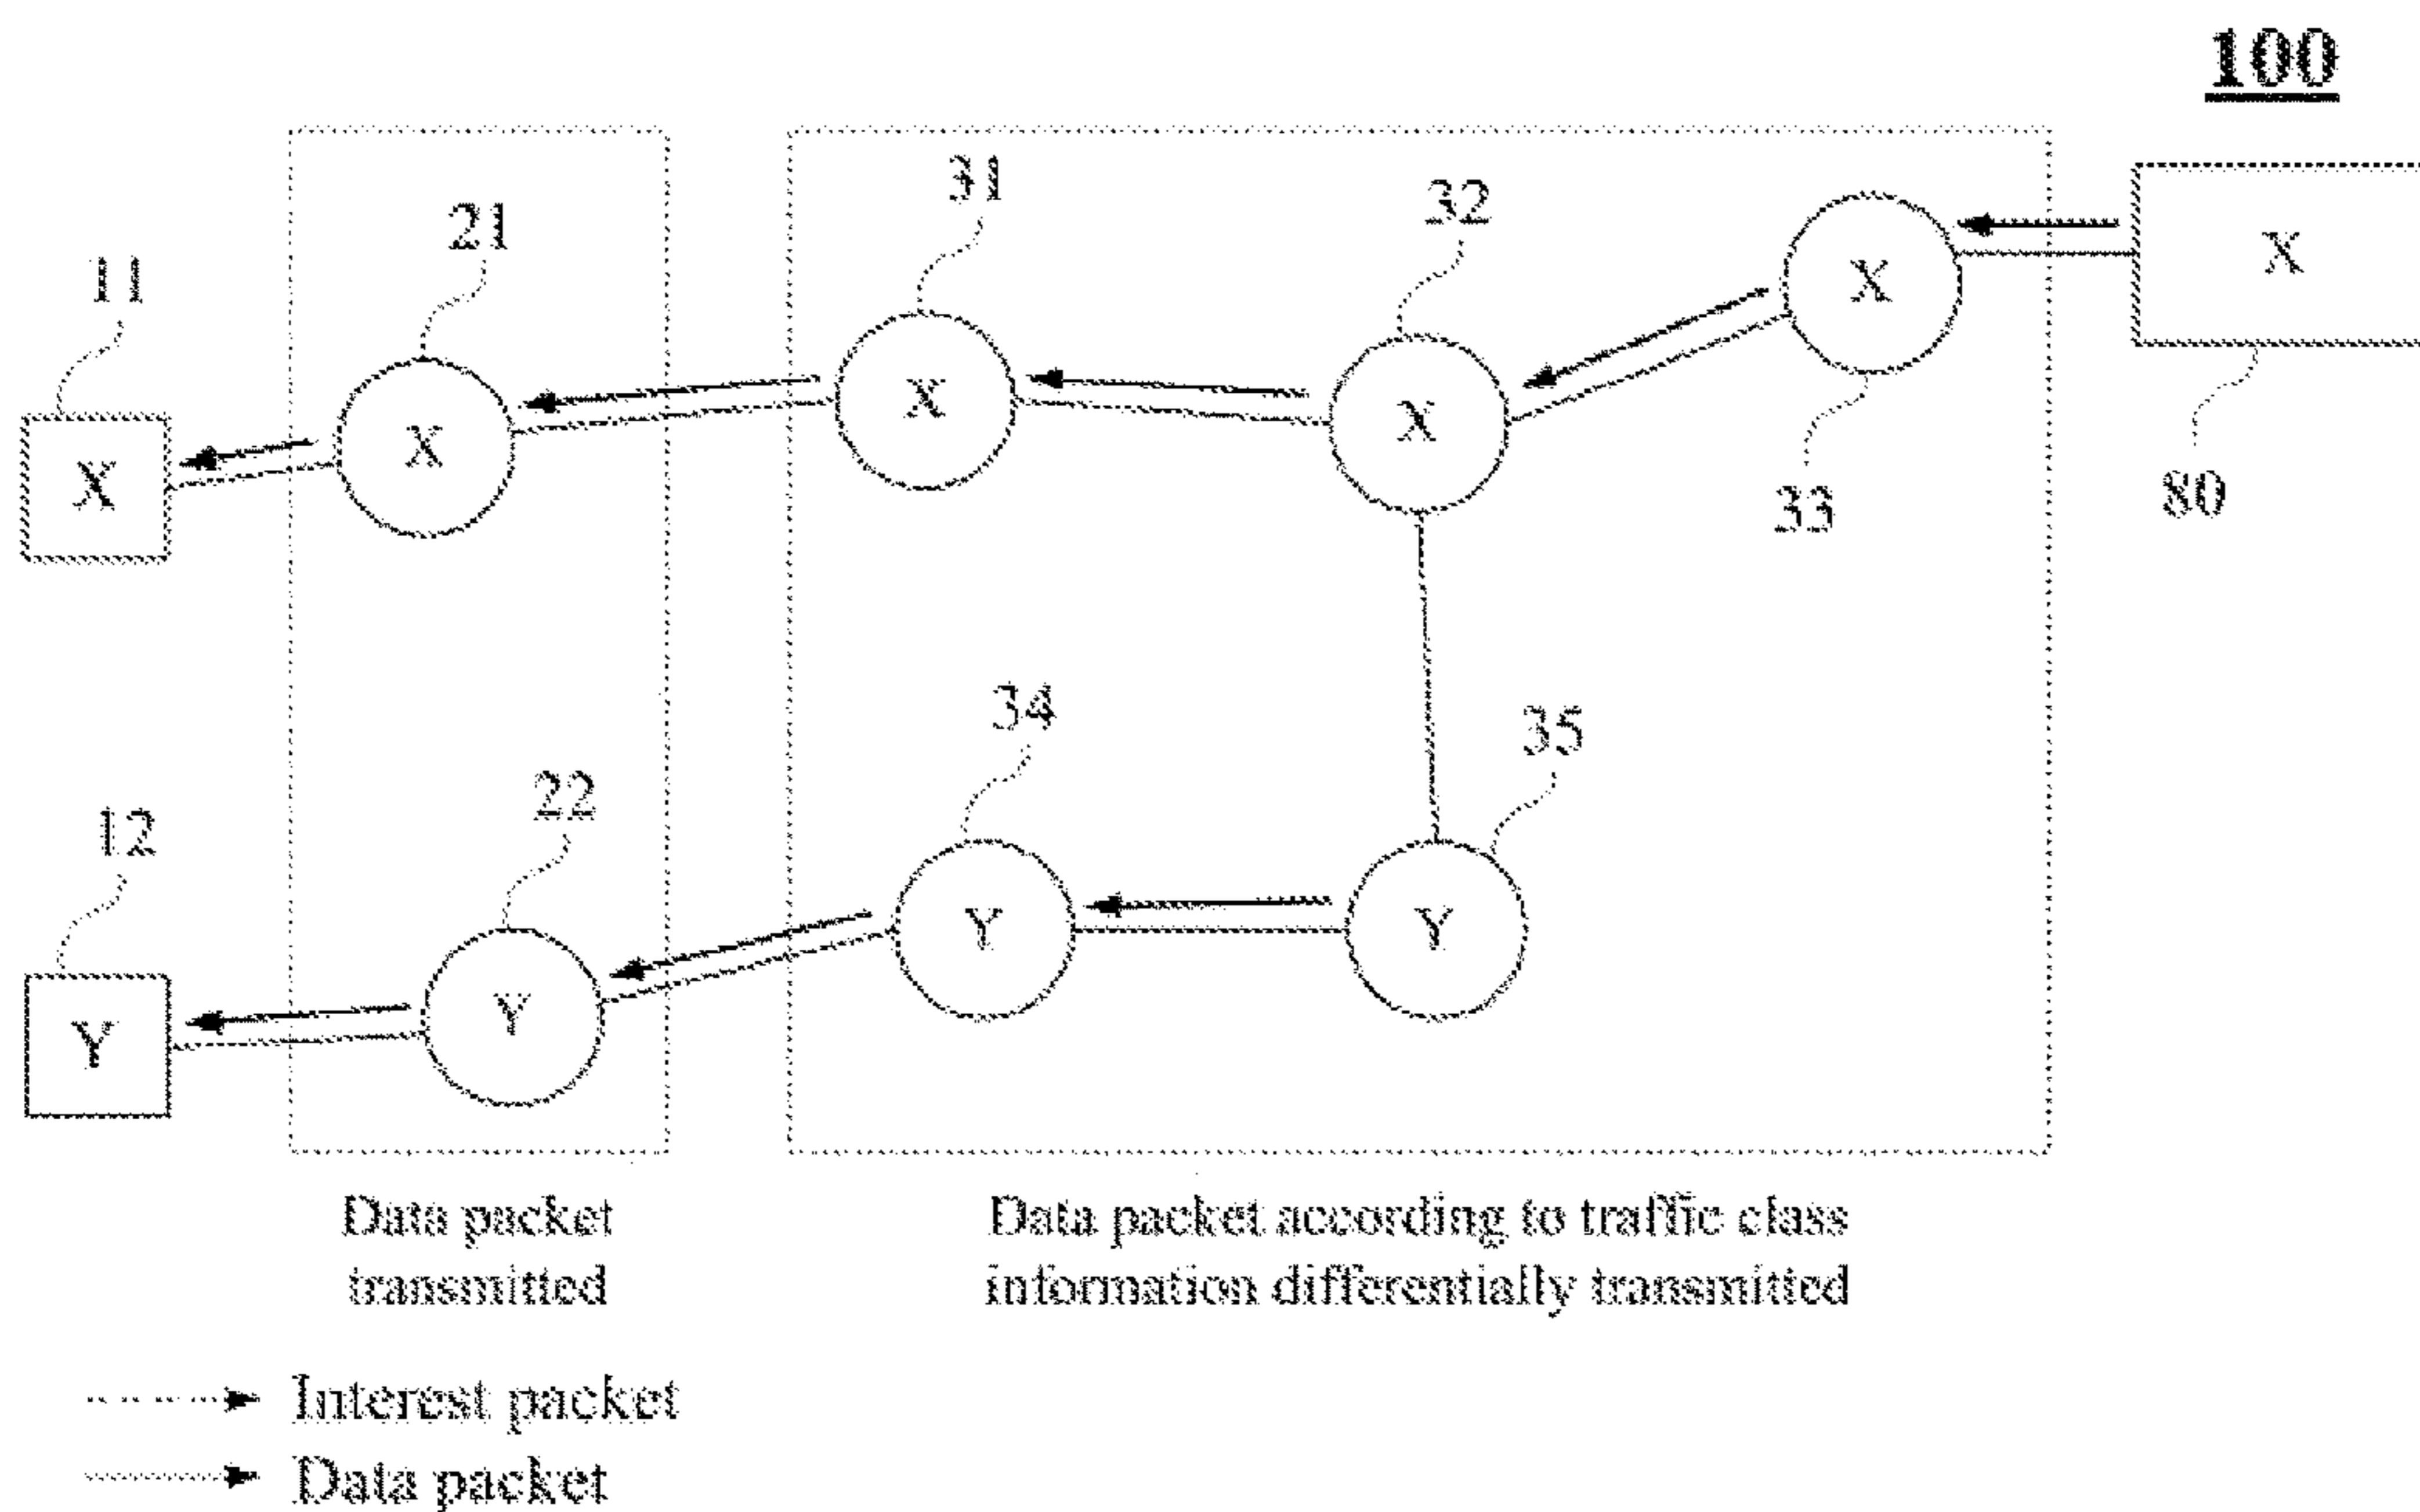 100
31
32
21
11
X
X
X
X
X
X
33
80
34
35
22
12
Y
Y
Y
Y
Data packet
transmitted
Data packet according to traffic class
information differentially transmitted
Interest packet
Data packet